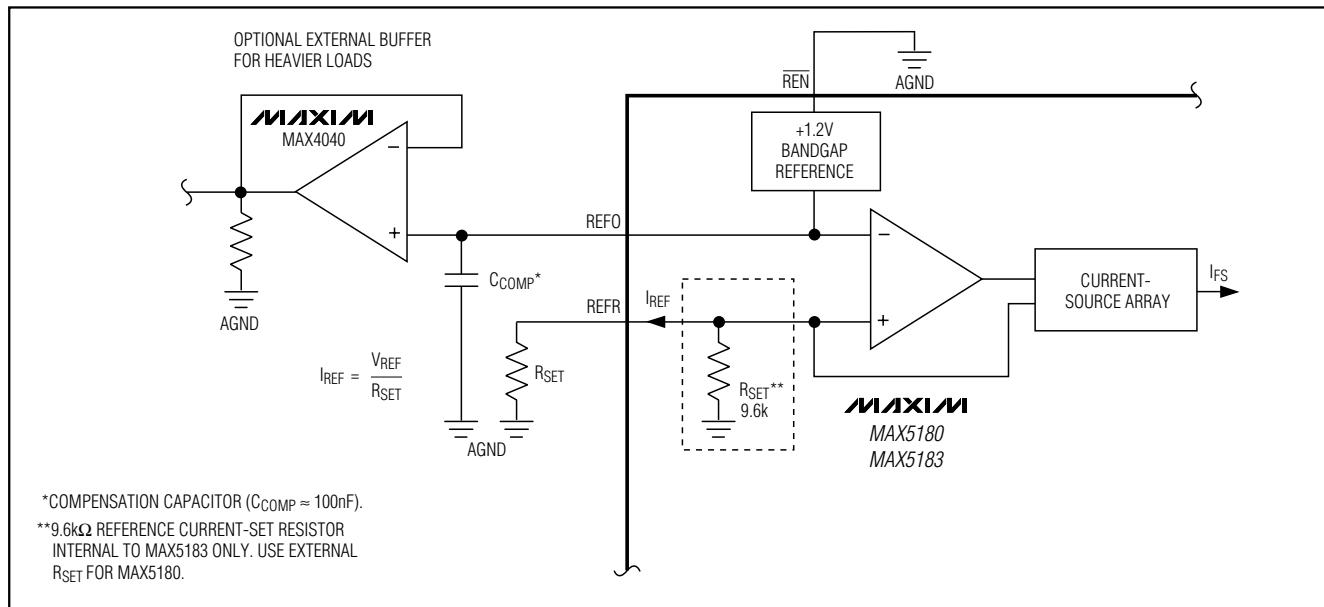 OPTIONAL EXTERNAL BUFFER
FOR HEAVIER LOADS
MAXIM
MAX4040
−
+
AGND
REN
AGND
+1.2V
BANDGAP
REFERENCE
REFO
−
+
CURRENT-
SOURCE ARRAY
IFS
CCOMP*
REFR
IREF
RSET
RSET**
9.6k
IREF = VREF
RSET
AGND
MAXIM
MAX5180
MAX5183
*COMPENSATION CAPACITOR (CCOMP ≈ 100nF).
**9.6kΩ REFERENCE CURRENT-SET RESISTOR
INTERNAL TO MAX5183 ONLY. USE EXTERNAL
RSET FOR MAX5180.